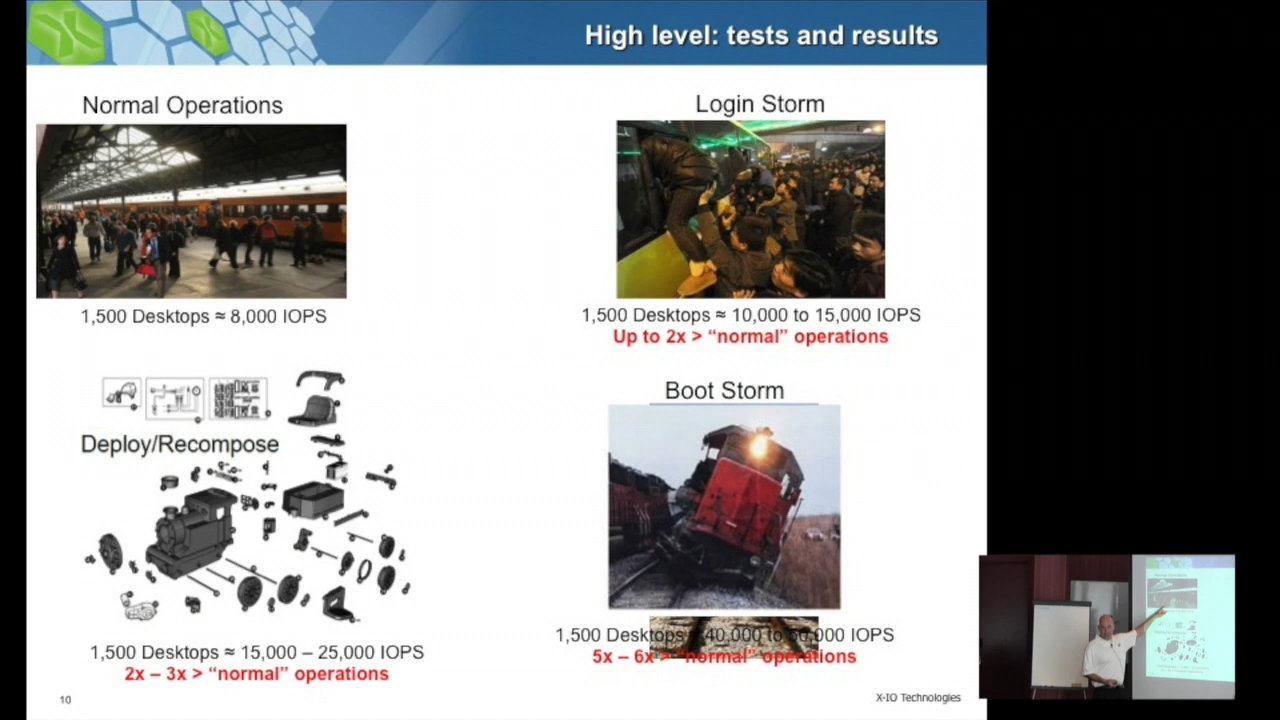 High level: tests and results
Normal Operations
1,500 Desktops ≈ 8,000 IOPS
Login Storm
1,500 Desktops ≈ 10,000 to 15,000 IOPS
Up to 2x > “normal” operations
Deploy/Recompose
1,500 Desktops ≈ 15,000 – 25,000 IOPS
2x – 3x > “normal” operations
Boot Storm
1,500 Desktops ≈ 40,000 to 000 IOPS
5x – 6x > “normal” operations
10
X-IO Technologies